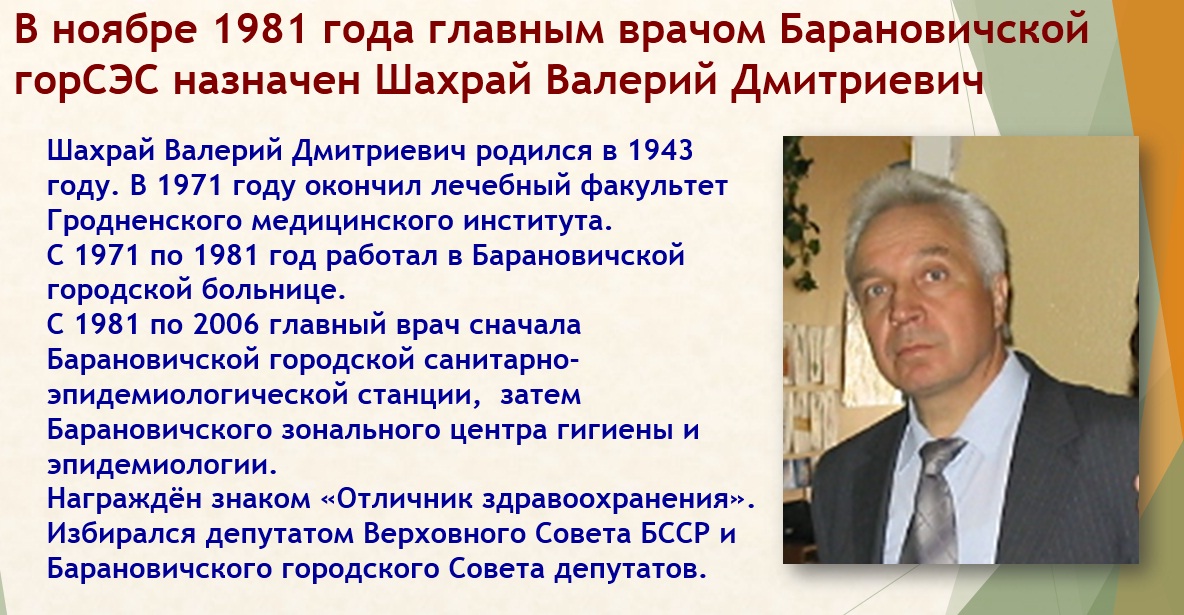 В ноябре 1981 года главным врачом Барановичской
горСЭС назначен Шахрай Валерий Дмитриевич
Шахрай Валерий Дмитриевич родился в 1943
году. В 1971 году окончил лечебный факультет
Гродненского медицинского института.
С 1971 по 1981 год работал в Барановичской
городской больнице.
С 1981 по 2006 главный врач сначала
Барановичской городской санитарно-
эпидемиологической станции,  затем
Барановичского зонального центра гигиены и
эпидемиологии.
Награждён знаком «Отличник здравоохранения».
Избирался депутатом Верховного Совета БССР и
Барановичского городского Совета депутатов.